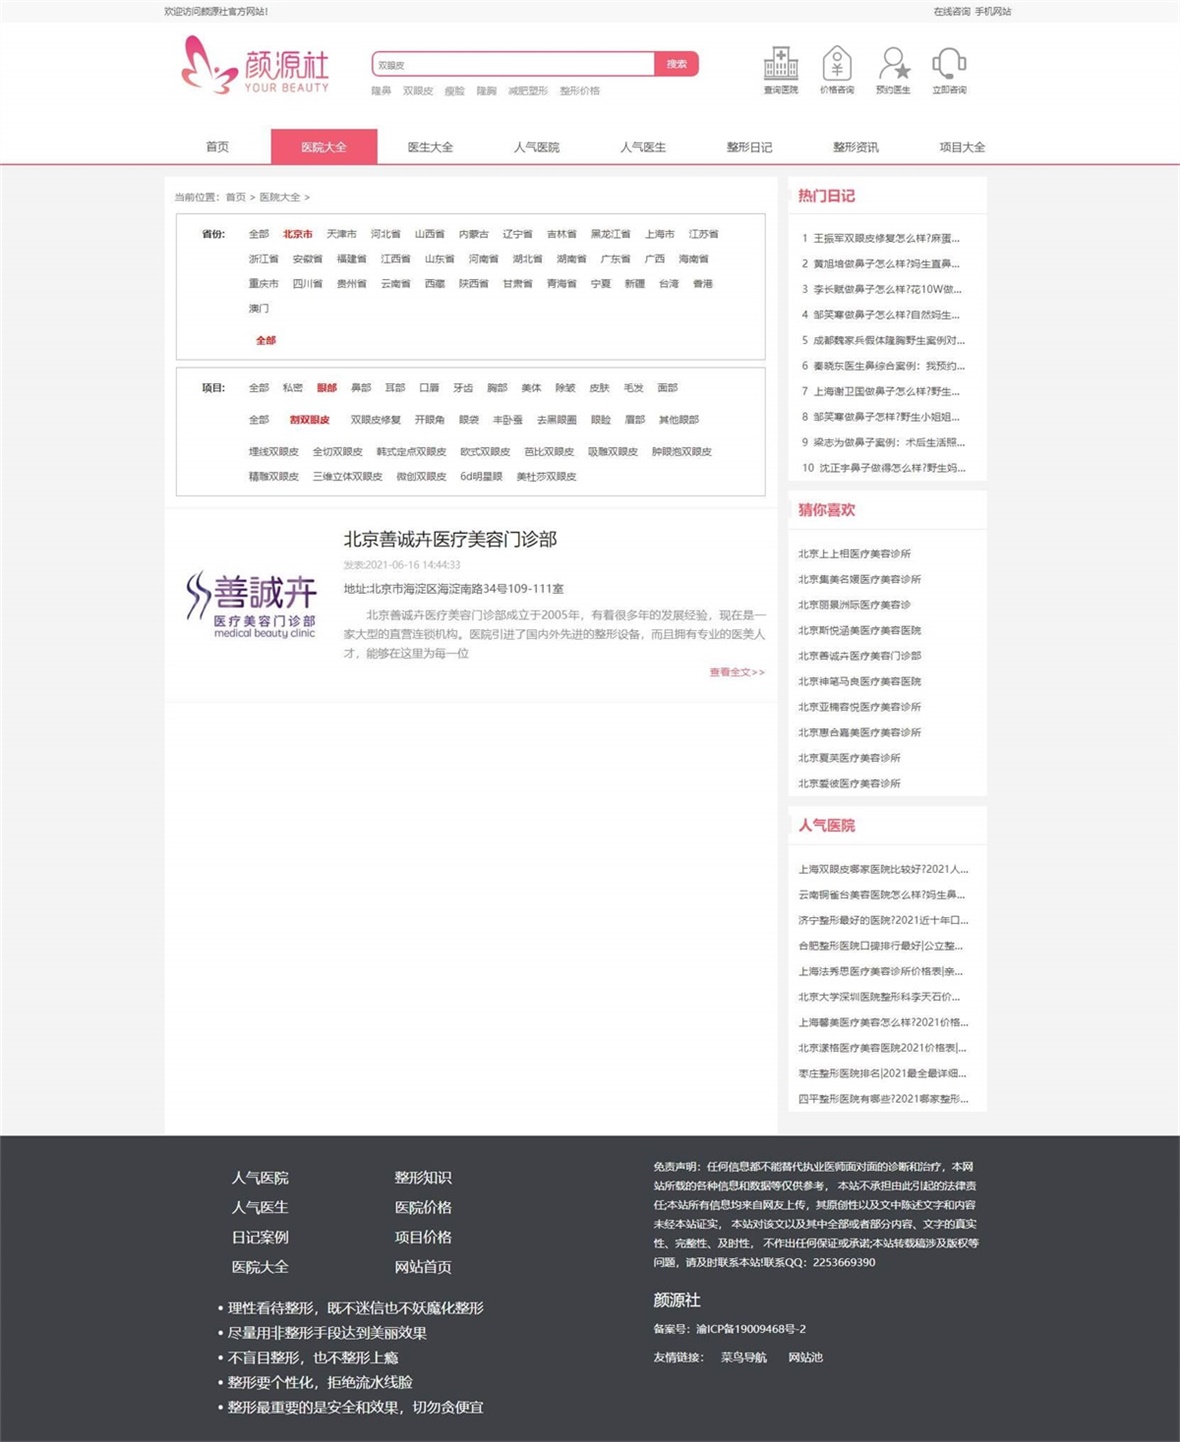 欢迎访问颜源社官方网站!
在线咨询 手机网站
颜源社
YOUR BEAUTY
双眼皮
搜索
隆鼻 双眼皮 瘦脸 隆胸 减肥塑形 整形价格
查询医院 价格咨询 预约医生 立即咨询
首页 医院大全 医生大全 人气医院 人气医生 整形日记 整形资讯 项目大全
当前位置：首页 > 医院大全 >
省份： 全部 北京市 天津市 河北省 山西省 内蒙古 辽宁省 吉林省 黑龙江省 上海市 江苏省
浙江省 安徽省 福建省 江西省 山东省 河南省 湖北省 湖南省 广东省 广西 海南省
重庆市 四川省 贵州省 云南省 西藏 陕西省 甘肃省 青海省 宁夏 新疆 台湾 香港
澳门
全部
项目： 全部 私密 眼部 鼻部 耳部 口唇 牙齿 胸部 美体 除皱 皮肤 毛发 面部
全部 割双眼皮 双眼皮修复 开眼角 眼袋 丰卧蚕 去黑眼圈 眼睑 眉部 其他眼部
埋线双眼皮 全切双眼皮 韩式定点双眼皮 欧式双眼皮 芭比双眼皮 吸雕双眼皮 肿眼泡双眼皮
精雕双眼皮 三维立体双眼皮 微创双眼皮 6d明星眼 美杜莎双眼皮
善誠卉
医疗美容门诊部
medical beauty clinic
北京善诚卉医疗美容门诊部
发表:2021-06-16 14:44:33
地址:北京市海淀区海淀南路34号109-111室
北京善诚卉医疗美容门诊部成立于2005年，有着很多年的发展经验，现在是一
家大型的直营连锁机构。医院引进了国内外先进的整形设备，而且拥有专业的医美人
才，能够在这里为每一位
查看全文>>
热门日记
1 王振军双眼皮修复怎么样?麻蛋...
2 黄旭培做鼻子怎么样?妈生直鼻...
3 李长赋做鼻子怎么样?花10W做...
4 邹笑寒做鼻子怎么样?自然妈生...
5 成都魏家兵假体隆胸野生案例对...
6 秦晓东医生鼻综合案例：我预约...
7 上海谢卫国做鼻子怎么样?野生...
8 邹笑寒做鼻子怎样?野生小姐姐...
9 梁志为做鼻子案例：术后生活照...
10 沈正宇鼻子做得怎么样?野生妈...
猜你喜欢
北京上上相医疗美容诊所
北京集美名媛医疗美容诊所
北京丽景洲际医疗美容诊
北京斯悦涵美医疗美容医院
北京善诚卉医疗美容门诊部
北京神笔马良医疗美容医院
北京亚楠容悦医疗美容诊所
北京惠合嘉美医疗美容诊所
北京夏芙医疗美容诊所
北京爱彼医疗美容诊所
人气医院
上海双眼皮哪家医院比较好?2021人...
云南铜雀台美容医院怎么样?妈生鼻...
济宁整形最好的医院?2021近十年口...
合肥整形医院口碑排行最好|公立整...
上海法秀思医疗美容诊所价格表|亲...
北京大学深圳医院整形科李天石价...
上海馨美医疗美容怎么样?2021价格...
北京漾格医疗美容医院2021价格表|...
枣庄整形医院排名|2021最全最详细...
四平整形医院有哪些?2021哪家整形...
人气医院 整形知识
人气医生 医院价格
日记案例 项目价格
医院大全 网站首页
• 理性看待整形，既不迷信也不妖魔化整形
• 尽量用非整形手段达到美丽效果
• 不盲目整形，也不整形上瘾
• 整形要个性化，拒绝流水线脸
• 整形最重要的是安全和效果，切勿贪便宜
免责声明：任何信息都不能替代执业医师面对面的诊断和治疗，本网
站所载的各种信息和数据等仅供参考， 本站不承担由此引起的法律责
任;本站所有信息均来自网友上传，其原创性以及文中陈述文字和内容
未经本站证实， 本站对该文以及其中全部或者部分内容、文字的真实
性、完整性、及时性， 不作出任何保证或承诺;本站转载稿涉及版权等
问题，请及时联系本站!联系QQ：2253669390
颜源社
备案号：渝ICP备19009468号-2
友情链接： 菜鸟导航 网站池